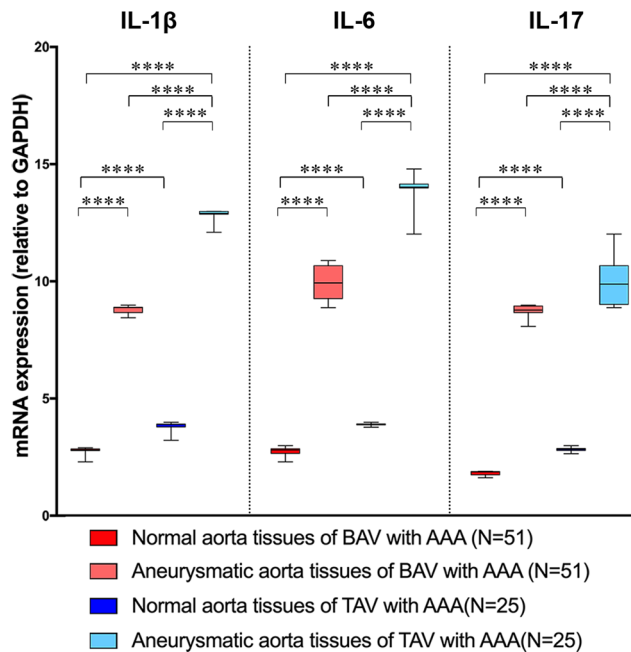 IL-1β IL-6 IL-17
mRNA expression (relative to GAPDH)
20
15
10
5
0
**** **** ****
**** **** ****
**** **** ****
**** **** ****
**** **** ****
Normal aorta tissues of BAV with AAA (N=51)
Aneurysmatic aorta tissues of BAV with AAA (N=51)
Normal aorta tissues of TAV with AAA(N=25)
Aneurysmatic aorta tissues of TAV with AAA(N=25)